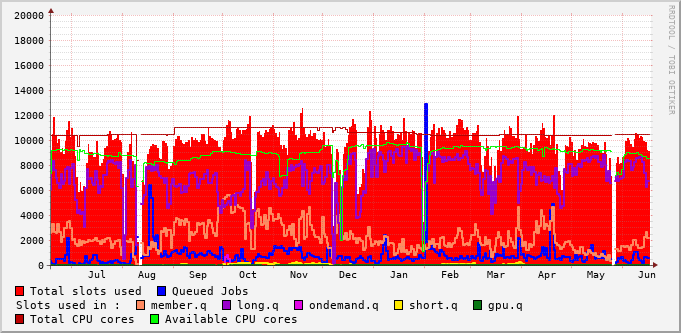 20000
18000
16000
14000
12000
10000
8000
6000
4000
2000
0
Jul Aug Sep Oct Nov Dec Jan Feb Mar Apr May Jun
RRDTOOL / TOBI OETIKER
Total slots used Queued Jobs
Slots used in : member.q long.q ondemand.q short.q gpu.q
Total CPU cores Available CPU cores